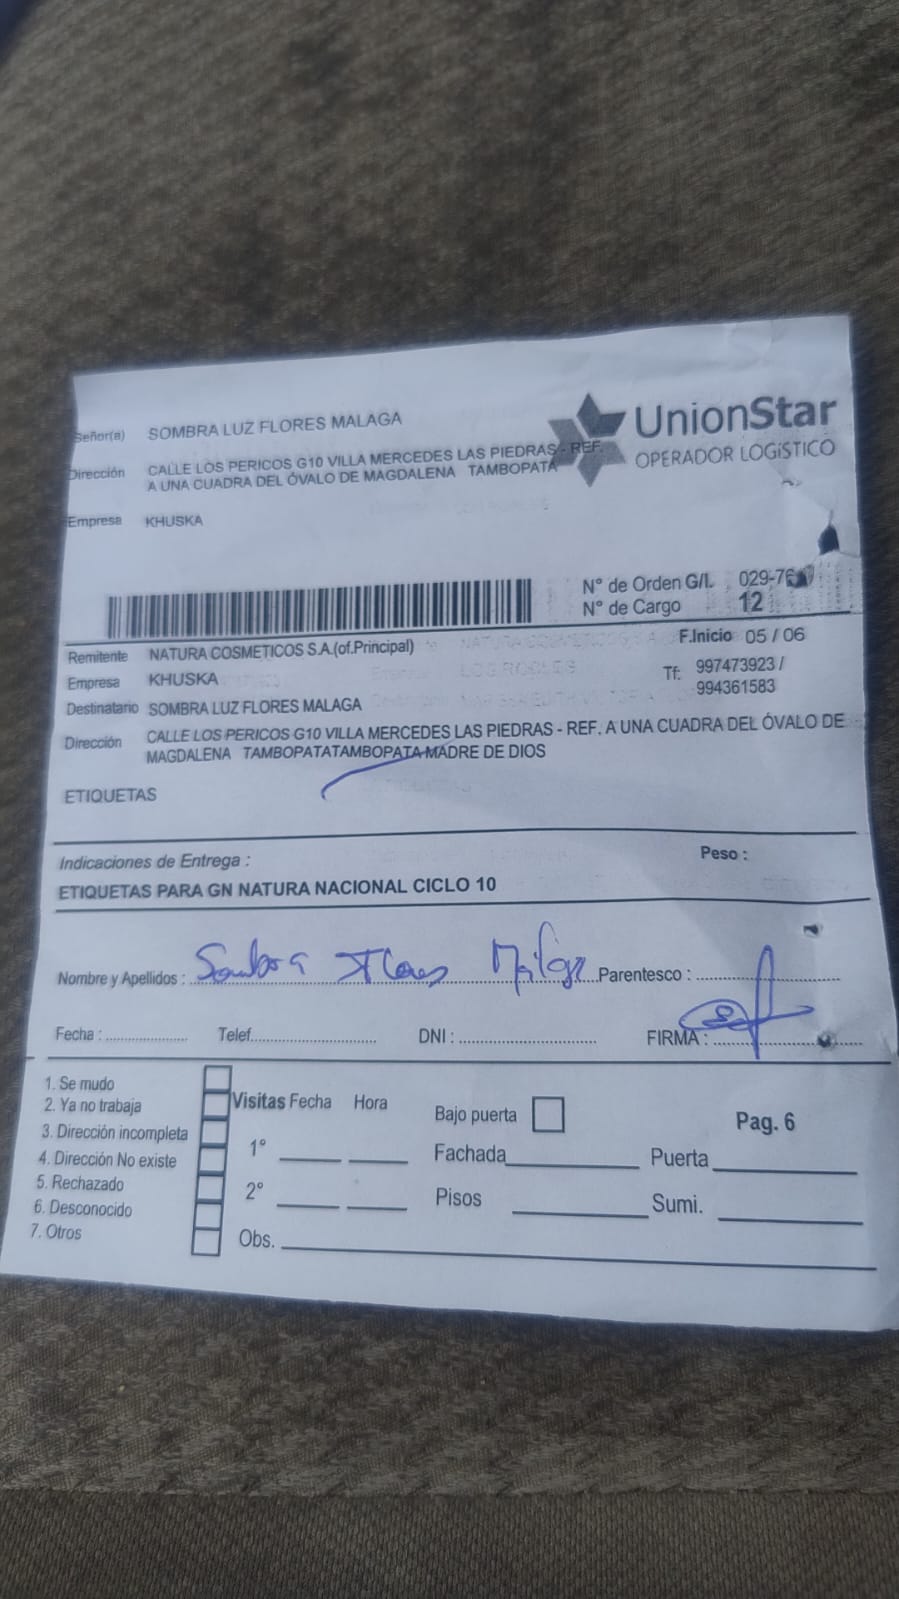 Señor(a) SOMBRA LUZ FLORES MALAGA
UnionStar
OPERADOR LOGÍSTICO
Dirección CALLE LOS PERICOS G10 VILLA MERCEDES LAS PIEDRAS - REF.
A UNA CUADRA DEL ÓVALO DE MAGDALENA TAMBOPATA
Empresa KHUSKA
N° de Orden G/I. 029-76
N° de Cargo 12
F.Inicio 05 / 06
Remitente NATURA COSMETICOS S.A.(of.Principal)
Empresa KHUSKA
Tf: 997473923 /
994361583
Destinatario SOMBRA LUZ FLORES MALAGA
Dirección CALLE LOS PERICOS G10 VILLA MERCEDES LAS PIEDRAS - REF. A UNA CUADRA DEL ÓVALO DE
MAGDALENA TAMBOPATATAMBOPATA MADRE DE DIOS
ETIQUETAS
Indicaciones de Entrega : Peso :
ETIQUETAS PARA GN NATURA NACIONAL CICLO 10
Nombre y Apellidos : Sombra Flores Malaga Parentesco :
Fecha : Telef. DNI : FIRMA :
1. Se mudo
2. Ya no trabaja
3. Dirección incompleta
4. Dirección No existe
5. Rechazado
6. Desconocido
7. Otros
Visitas Fecha Hora
1°
2°
Obs.
Bajo puerta Pag. 6
Fachada Puerta
Pisos Sumi.